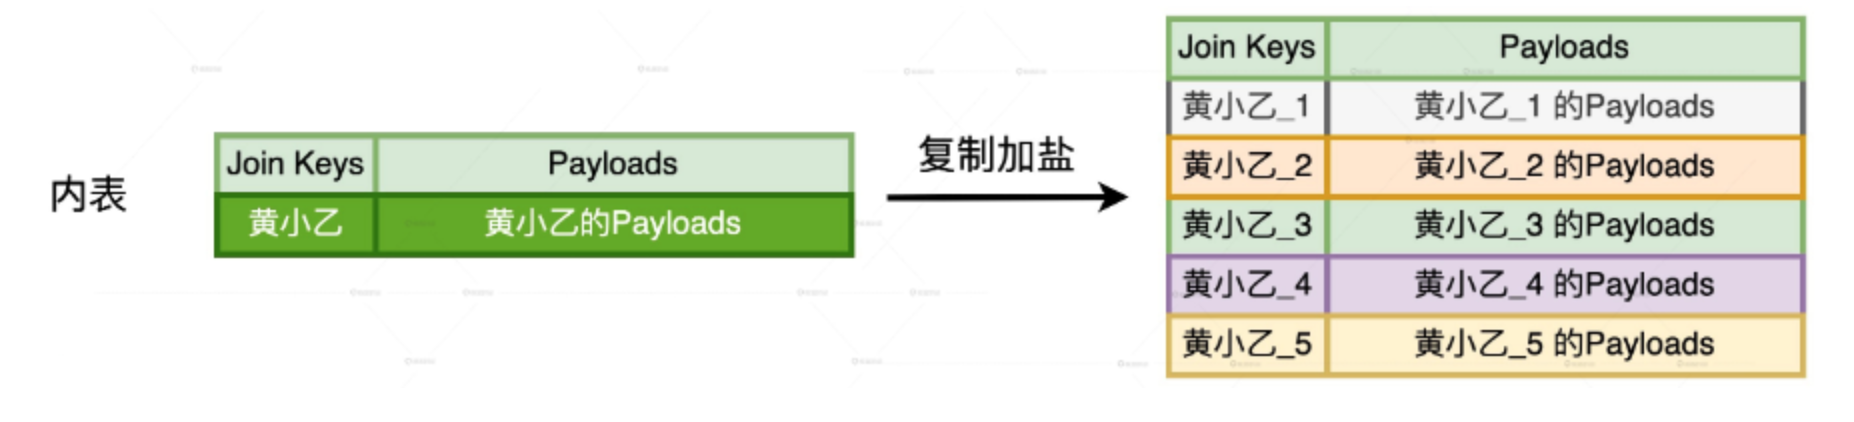 内表
Join Keys Payloads
黄小乙 黄小乙的Payloads
复制加盐
Join Keys Payloads
黄小乙_1 黄小乙_1 的Payloads
黄小乙_2 黄小乙_2 的Payloads
黄小乙_3 黄小乙_3 的Payloads
黄小乙_4 黄小乙_4 的Payloads
黄小乙_5 黄小乙_5 的Payloads